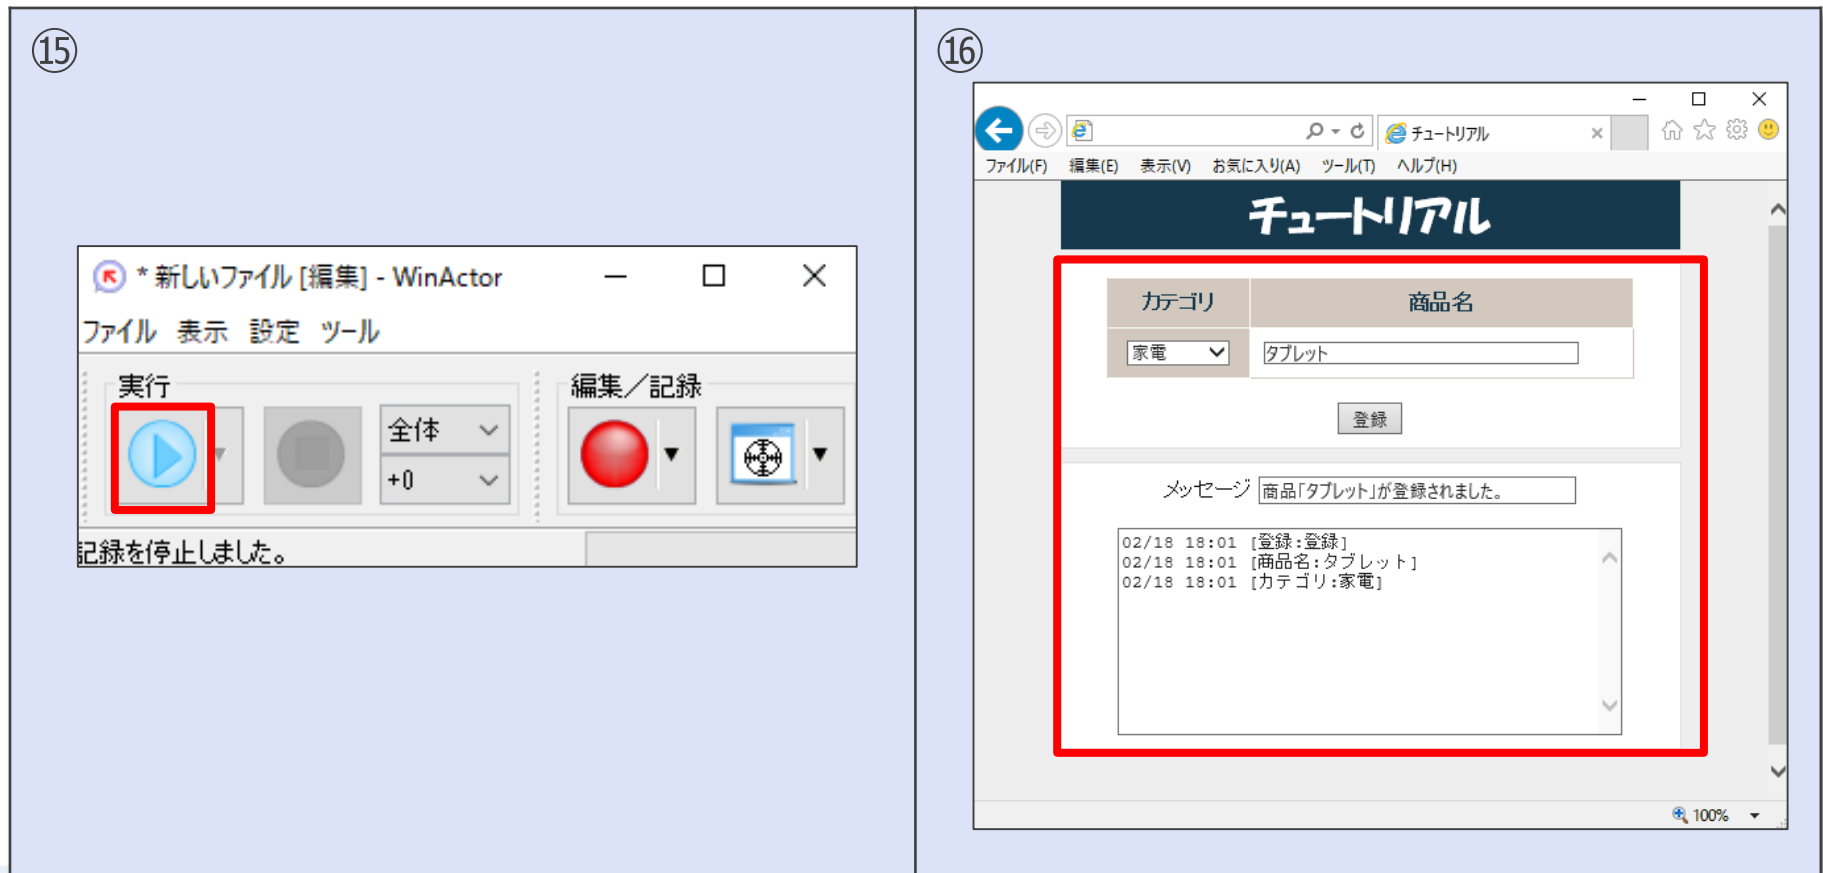 ⑮
* 新しいファイル [編集] - WinActor
ファイル 表示 設定 ツール
実行
編集／記録
全体
+0
記録を停止しました。
⑯
チュートリアル
ファイル(F) 編集(E) 表示(V) お気に入り(A) ツール(T) ヘルプ(H)
チュートリアル
カテゴリ 商品名
家電 タブレット
登録
メッセージ 商品「タブレット」が登録されました。
02/18 18:01 [登録:登録]
02/18 18:01 [商品名:タブレット]
02/18 18:01 [カテゴリ:家電]
100%